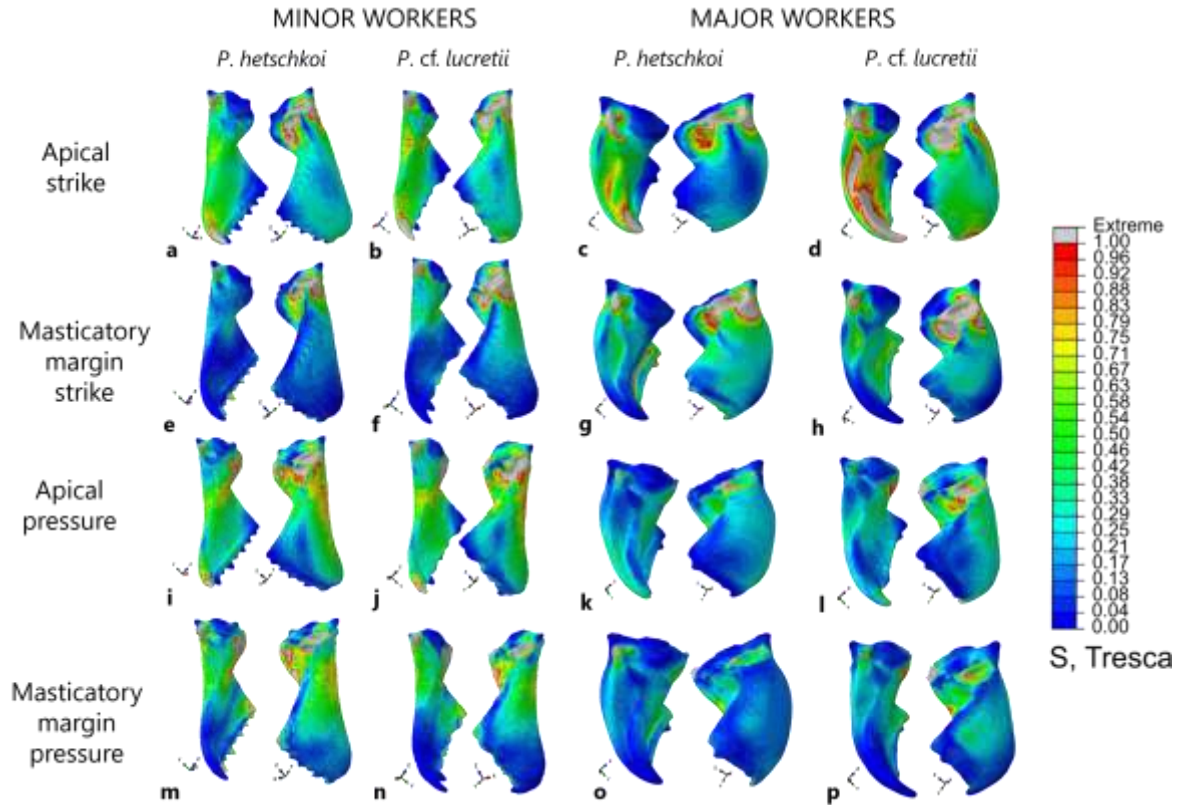 MINOR WORKERS
MAJOR WORKERS
P. hetschkoi
P. cf. lucretii
P. hetschkoi
P. cf. lucretii
Apical
strike
a
b
c
d
Masticatory
margin
strike
e
f
g
h
Apical
pressure
i
j
k
l
Masticatory
margin
pressure
m
n
o
p
Extreme
1.00
0.96
0.92
0.88
0.83
0.79
0.75
0.71
0.67
0.63
0.58
0.54
0.50
0.46
0.42
0.38
0.33
0.29
0.25
0.21
0.17
0.13
0.08
0.04
0.00
S, Tresca